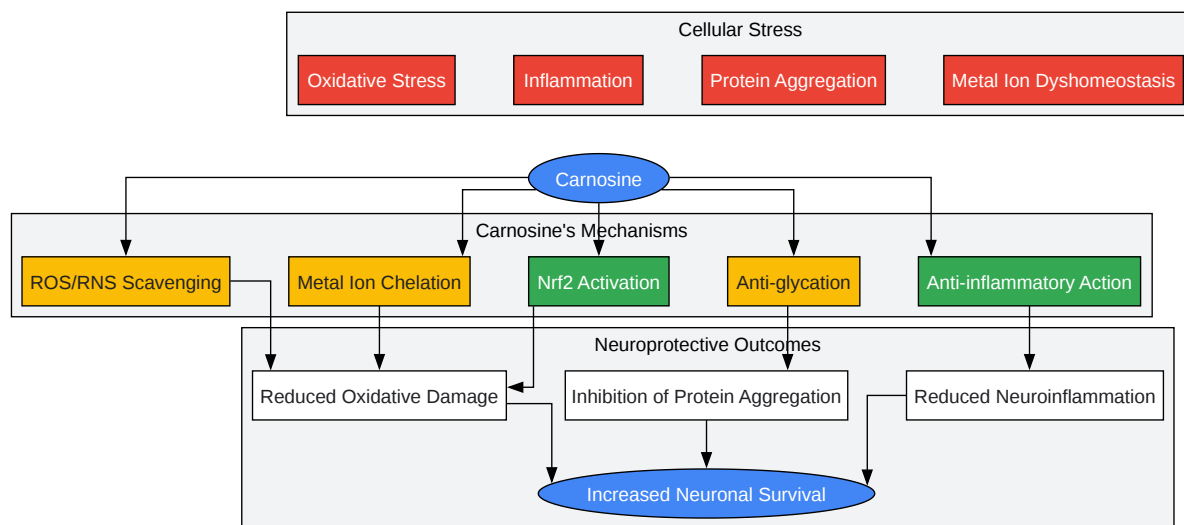 Cellular Stress
Oxidative Stress
Inflammation
Protein Aggregation
Metal Ion Dyshomeostasis
Carnosine
Carnosine's Mechanisms
ROS/RNS Scavenging
Metal Ion Chelation
Nrf2 Activation
Anti-glycation
Anti-inflammatory Action
Neuroprotective Outcomes
Reduced Oxidative Damage
Inhibition of Protein Aggregation
Reduced Neuroinflammation
Increased Neuronal Survival